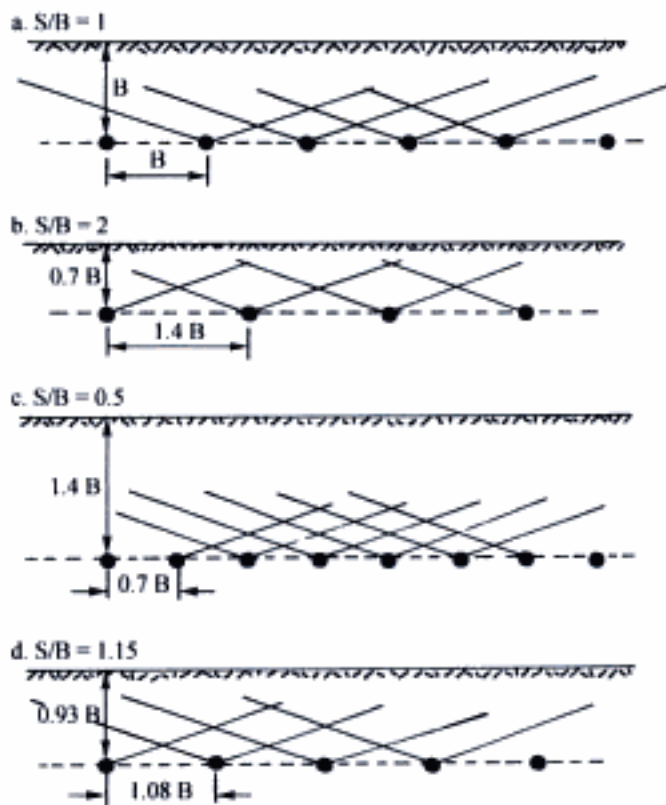 a. S/B = 1
B
B
b. S/B = 2
0.7 B
1.4 B
c. S/B = 0.5
1.4 B
0.7 B
d. S/B = 1.15
0.93 B
1.08 B